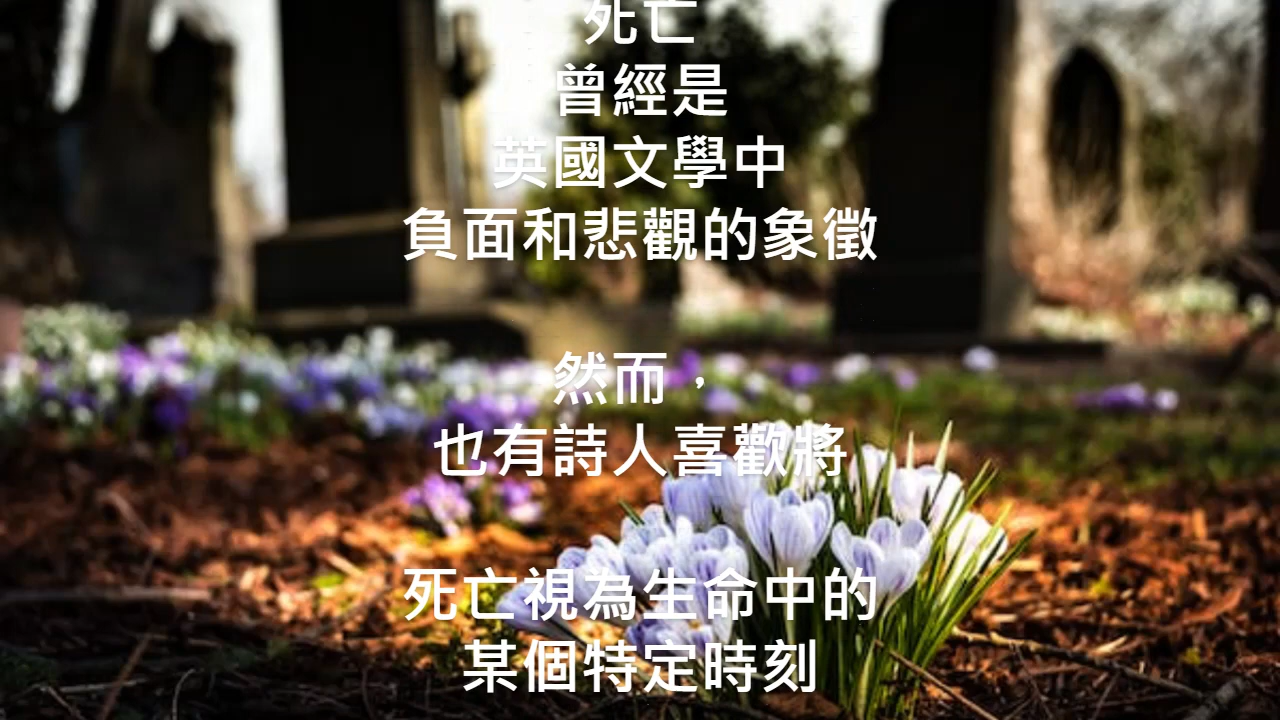 死亡
曾經是
英國文學中
負面和悲觀的象徵
然而，
也有詩人喜歡將
死亡視為生命中的
某個特定時刻